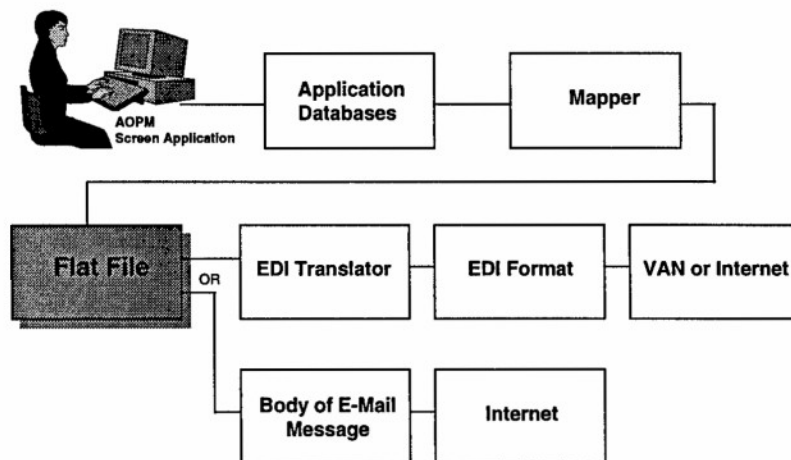 AOPM
Screen Application
Application
Databases
Mapper
Flat File
OR
EDI Translator
EDI Format
VAN or Internet
Body of E-Mail
Message
Internet